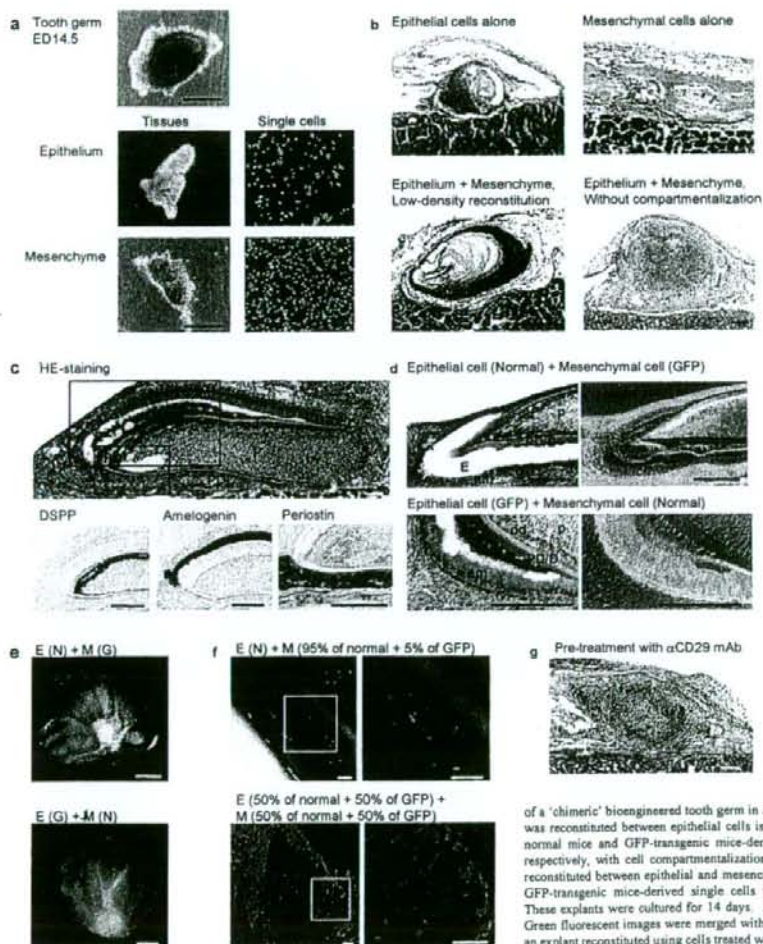 a Tooth germ
ED14.5
Tissues Single cells
Epithelium
Mesenchyme
b Epithelial cells alone Mesenchymal cells alone
Epithelium + Mesenchyme,
Low-density reconstitution
Epithelium + Mesenchyme,
Without compartmentalization
c HE-staining
DSPP Amelogenin Periostin
d Epithelial cell (Normal) + Mesenchymal cell (GFP)
P
E
Epithelial cell (GFP) + Mesenchymal cell (Normal)
P
e E (N) + M (G)
E (G) + M (N)
f E (N) + M (95% of normal + 5% of GFP)
E (50% of normal + 50% of GFP) +
M (50% of normal + 50% of GFP)
g Pre-treatment with αCD29 mAb
of a 'chimeric' bioengineered tooth germ in
was reconstituted between epithelial cells
normal mice and GFP-transgenic
respectively, with cell compartmentalization
reconstituted between epithelial and
GFP-transgenic mice-derived single cells
These explants were cultured for 14 days.
Green fluorescent images were merged with
an explant reconstituted using cells treated